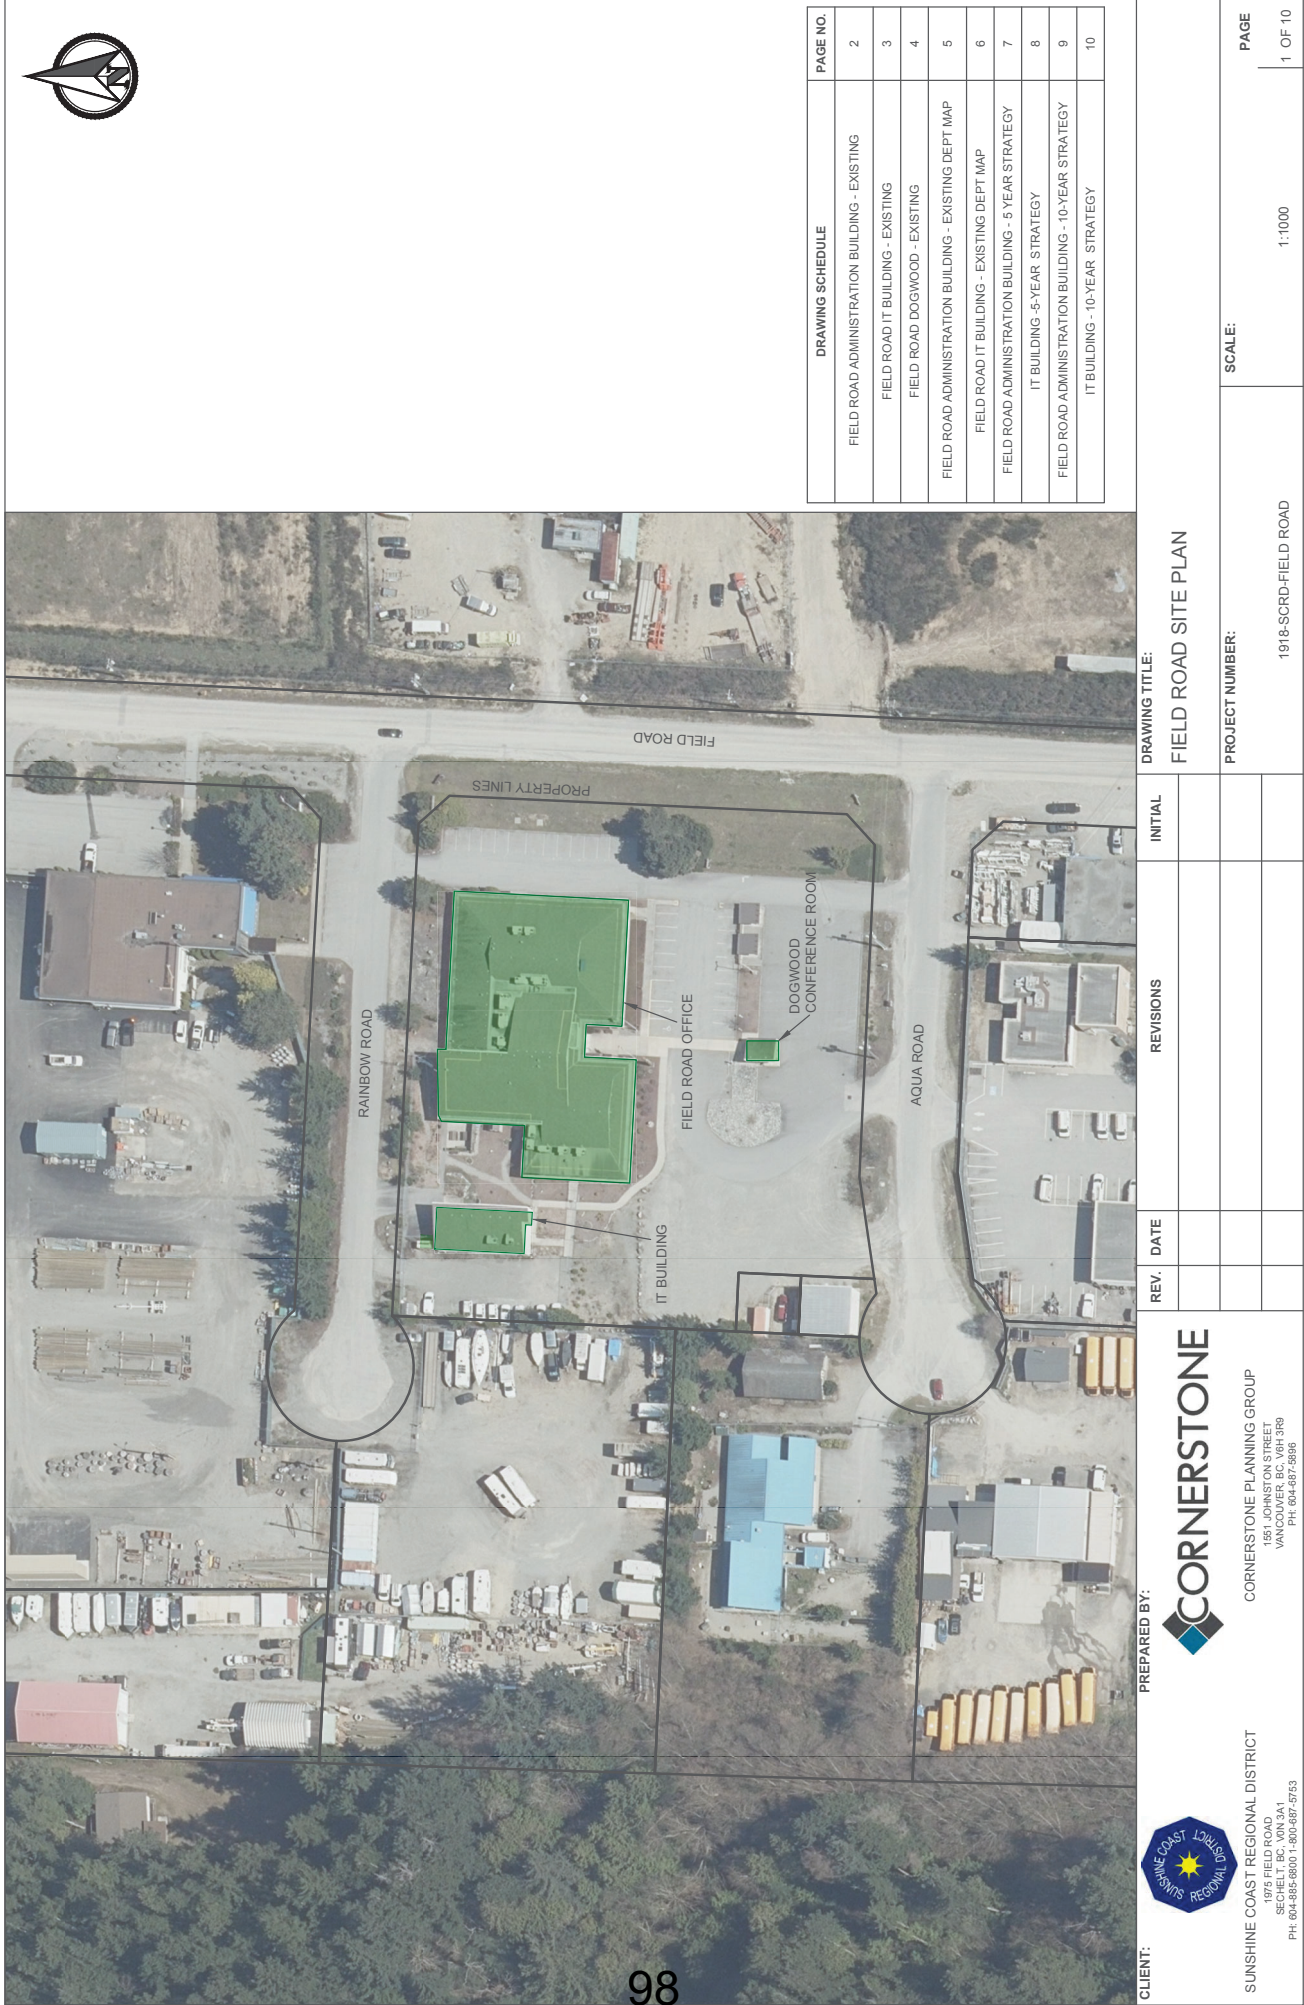 N
DRAWING SCHEDULE PAGE NO.
FIELD ROAD ADMINISTRATION BUILDING - EXISTING 2
FIELD ROAD IT BUILDING - EXISTING 3
FIELD ROAD DOGWOOD - EXISTING 4
FIELD ROAD ADMINISTRATION BUILDING - EXISTING DEPT MAP 5
FIELD ROAD IT BUILDING - EXISTING DEPT MAP 6
FIELD ROAD ADMINISTRATION BUILDING - 5 YEAR STRATEGY 7
IT BUILDING -5-YEAR STRATEGY 8
FIELD ROAD ADMINISTRATION BUILDING - 10-YEAR STRATEGY 9
IT BUILDING - 10-YEAR STRATEGY 10
FIELD ROAD
PROPERTY LINES
RAINBOW ROAD
FIELD ROAD OFFICE
DOGWOOD
CONFERENCE ROOM
AQUA ROAD
IT BUILDING
CLIENT:
SUNSHINE COAST REGIONAL DISTRICT
SUNSHINE COAST REGIONAL DISTRICT
1975 FIELD ROAD
SECHELT, BC, V0N 3A1
PH: 604-885-6800 1-800-687-5753
PREPARED BY:
CORNERSTONE
CORNERSTONE PLANNING GROUP
1551 JOHNSTON STREET
VANCOUVER, BC, V6H 3R9
PH: 604-687-5896
REV. DATE REVISIONS INITIAL
DRAWING TITLE:
FIELD ROAD SITE PLAN
PROJECT NUMBER:
1918-SCRD-FIELD ROAD
SCALE:
1:1000
PAGE
1 OF 10
98